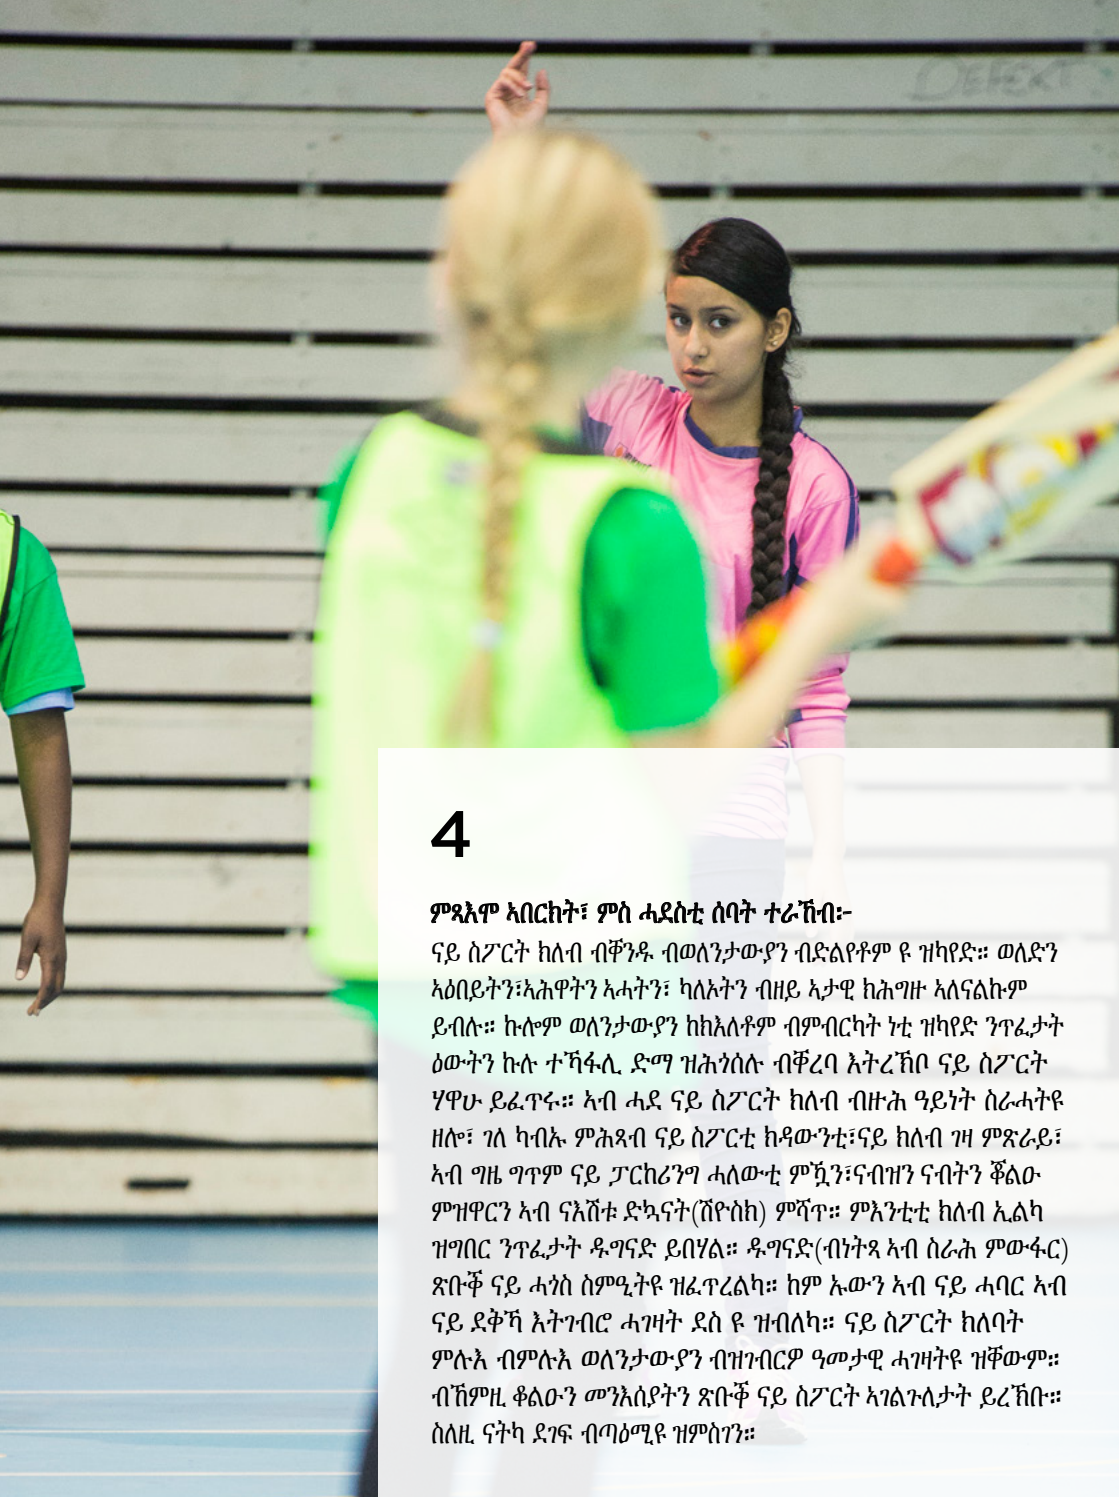 DEFEKT
4
ምጻእሞ ኣበርክት፣ ምስ ሓደስቲ ሰባት ተራኸብ፦
ናይ ስፖርት ክለብ ብቐንዱ ብወለንታውያን ብድልየቶም ዩ ዝካየድ። ወለድን
ኣዕበይትን፣ኣሕዋትን ኣሓትን፣ ካለኦትን ብዘይ ኣታዊ ክሕግዙ ኣለናልኩም
ይብሉ። ኩሎም ወለንታውያን ከክእለቶም ብምብርካት ነቲ ዝካየድ ንጥፈታት
ዕውትን ኩሉ ተኻፋሊ ድማ ዝሕጎሰሉ ብቐረባ እትረኽቦ ናይ ስፖርት
ሃዋሁ ይፈጥሩ። ኣብ ሓደ ናይ ስፖርት ክለብ ብዙሕ ዓይነት ስራሓትዩ
ዘሎ፣ ገለ ካብኡ ምሕጻብ ናይ ስፖርቲ ክዳውንቲ፣ናይ ክለብ ገዛ ምጽራይ፣
ኣብ ግዜ ግጥም ናይ ፓርከሪንግ ሓለውቲ ምዃን፣ናብዝን ናብትን ቖልዑ
ምዝዋርን ኣብ ናእሽቱ ድኳናት(ሽዮስክ) ምሻጥ። ምእንቲቲ ክለብ ኢልካ
ዝግበር ንጥፈታት ዱግናድ ይበሃል። ዱግናድ(ብነትጻ ኣብ ስራሕ ምውፋር)
ጽቡቕ ናይ ሓጎስ ስምዒትዩ ዝፈጥረልካ። ከም ኡውን ኣብ ናይ ሓባር ኣብ
ናይ ደቅኻ እትገብሮ ሓገዛት ደስ ዩ ዝብለካ። ናይ ስፖርት ክለባት
ምሉእ ብምሉእ ወለንታውያን ብዝገብርዎ ዓመታዊ ሓገዛትዩ ዝቐውም።
ብኸምዚ ቆልዑን መንእሰያትን ጽቡቕ ናይ ስፖርት ኣገልጉለታት ይረኽቡ።
ስለዚ ናትካ ደገፍ ብጣዕሚዩ ዝምስገን።